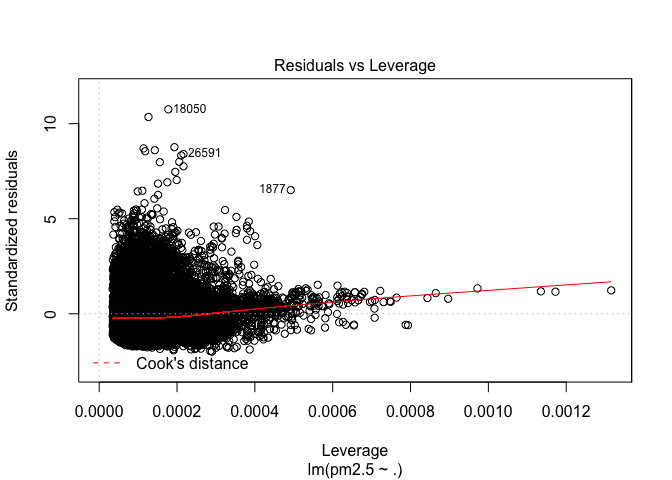 Residuals vs Leverage
Standardized residuals
10
5
0
18050
26591
1877
Cook's distance
0.0000 0.0002 0.0004 0.0006 0.0008 0.0010 0.0012
Leverage
lm(pm2.5 ~ .)